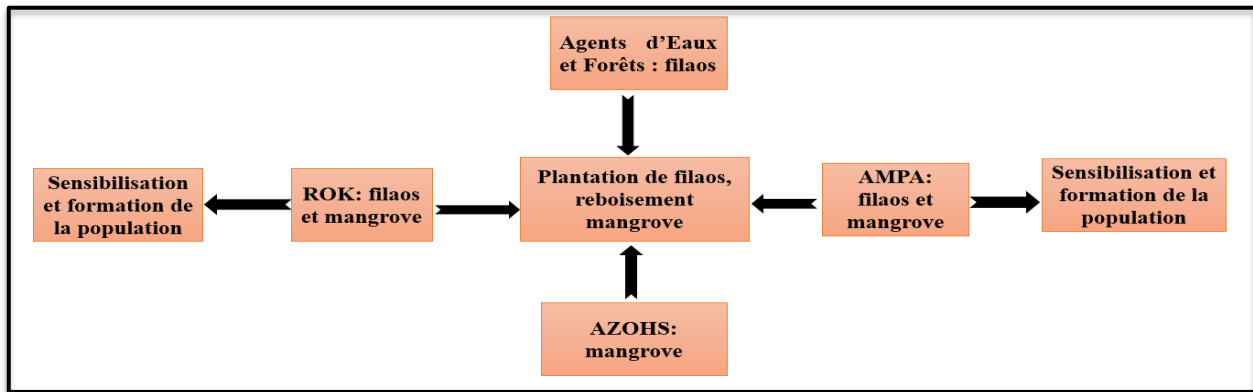 Agents d’Eaux
et Forêts : filaos
Sensibilisation
et formation de
la population
ROK: filaos
et mangrove
Plantation de filaos,
reboisement
mangrove
AMPA:
filaos et
mangrove
Sensibilisation et
formation de la
population
AZOHS:
mangrove